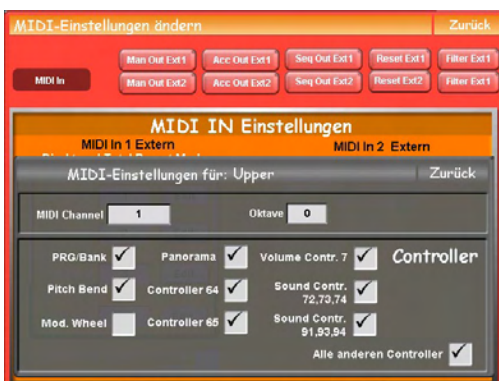 MIDI-Einstellungen ändern Zurück
Man Out Ext1 Acc Out Ext1 Seq Out Ext1 Reset Ext1 Filter Ext1
MIDI In Man Out Ext2 Acc Out Ext2 Seq Out Ext2 Reset Ext2 Filter Ext1
MIDI IN Einstellungen
MIDI In 1 Extern MIDI In 2 Extern
MIDI-Einstellungen für: Upper Zurück
MIDI Channel 1 Oktave 0
PRG/Bank Panorama Volume Contr. 7 Controller
Pitch Bend Controller 64 Sound Contr.
72,73,74
Mod. Wheel Controller 65 Sound Contr.
91,93,94
Alle anderen Controller